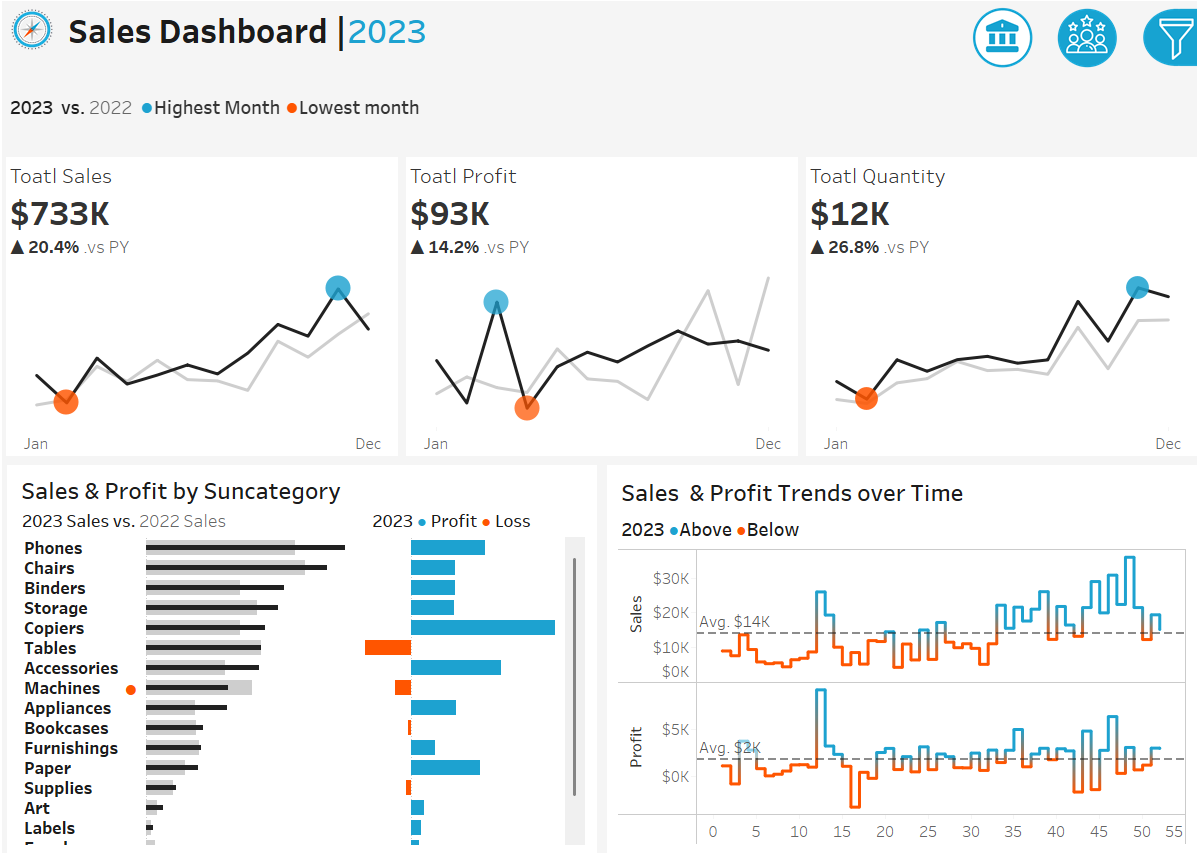 Sales Dashboard |2023
2023 vs. 2022 Highest Month Lowest month
Toatl Sales
$733K
▲ 20.4% .vs PY
Jan Dec
Toatl Profit
$93K
▲ 14.2% .vs PY
Jan Dec
Toatl Quantity
$12K
▲ 26.8% .vs PY
Jan Dec
Sales & Profit by Suncategory
2023 Sales vs. 2022 Sales
2023 Profit Loss
Phones
Chairs
Binders
Storage
Copiers
Tables
Accessories
Machines
Appliances
Bookcases
Furnishings
Paper
Supplies
Art
Labels
Sales & Profit Trends over Time
2023 Above Below
Sales
$30K
$20K
$10K
$0K
Avg. $14K
Profit
$5K
$0K
Avg. $2K
0 5 10 15 20 25 30 35 40 45 50 55